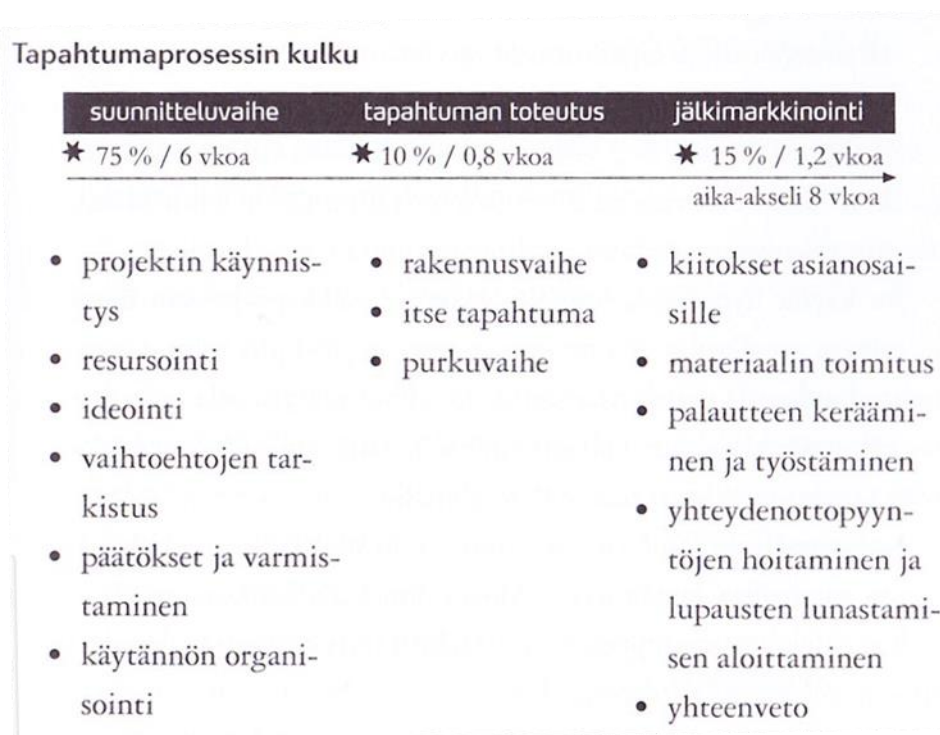 Tapahtumaprosessin kulku
suunnitteluvaihe
tapahtuman toteutus
jälkimarkkinointi
✷ 75 % / 6 vkoa
✷ 10 % / 0,8 vkoa
✷ 15 % / 1,2 vkoa
aika-akseli 8 vkoa
• projektin käynnis-
tys
• resursointi
• ideointi
• vaihtoehtojen tar-
kistus
• päätökset ja varmis-
taminen
• käytännön organi-
sointi
• rakennusvaihe
• itse tapahtuma
• purkuvaihe
• kiitokset asianosai-
sille
• materiaalin toimitus
• palautteen keräämi-
nen ja työstäminen
• yhteydenottopyyn-
töjen hoitaminen ja
lupausten lunastami-
sen aloittaminen
• yhteenveto